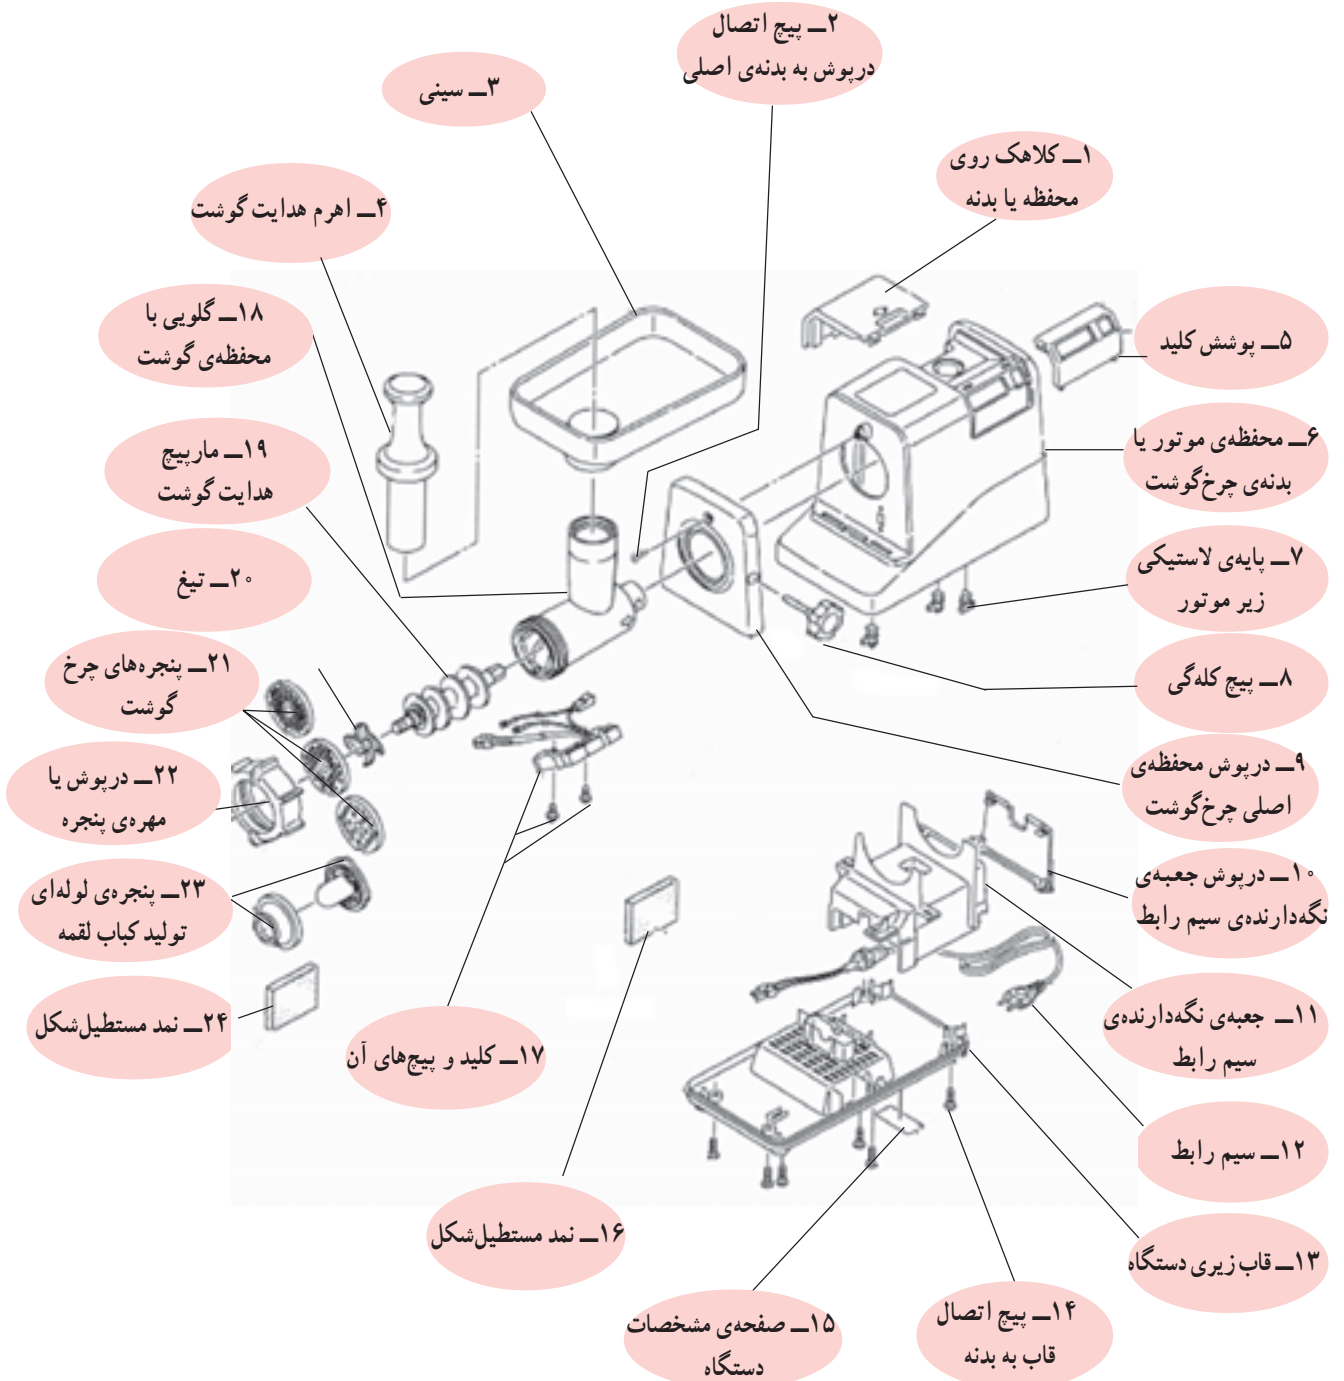 ۱ــ کلاهک روی
محفظه یا بدنه
۲ــ پیچ اتصال
درپوش به بدنه‌ی اصلی
۳ــ سینی
۴ــ اهرم هدایت گوشت
۵ــ پوشش کلید
۶ــ محفظه‌ی موتور یا
بدنه‌ی چرخ‌گوشت
۷ــ پایه‌ی لاستیکی
زیر موتور
۸ــ پیچ کله‌گی
۹ــ درپوش محفظه‌ی
اصلی چرخ‌گوشت
۱۰ــ درپوش جعبه‌ی
نگه‌دارنده‌ی سیم رابط
۱۱ــ جعبه‌ی نگه‌دارنده‌ی
سیم رابط
۱۲ــ سیم رابط
۱۳ــ قاب زیری دستگاه
۱۴ــ پیچ اتصال
قاب به بدنه
۱۵ــ صفحه‌ی مشخصات
دستگاه
۱۶ــ نمد مستطیل‌شکل
۱۷ــ کلید و پیچ‌های آن
۱۸ــ گلویی با
محفظه‌ی گوشت
۱۹ــ مارپیچ
هدایت گوشت
۲۰ــ تیغ
۲۱ــ پنجره‌های چرخ
گوشت
۲۲ــ درپوش یا
مهره‌ی پنجره
۲۳ــ پنجره‌ی لوله‌ای
تولید کباب لقمه
۲۴ــ نمد مستطیل‌شکل